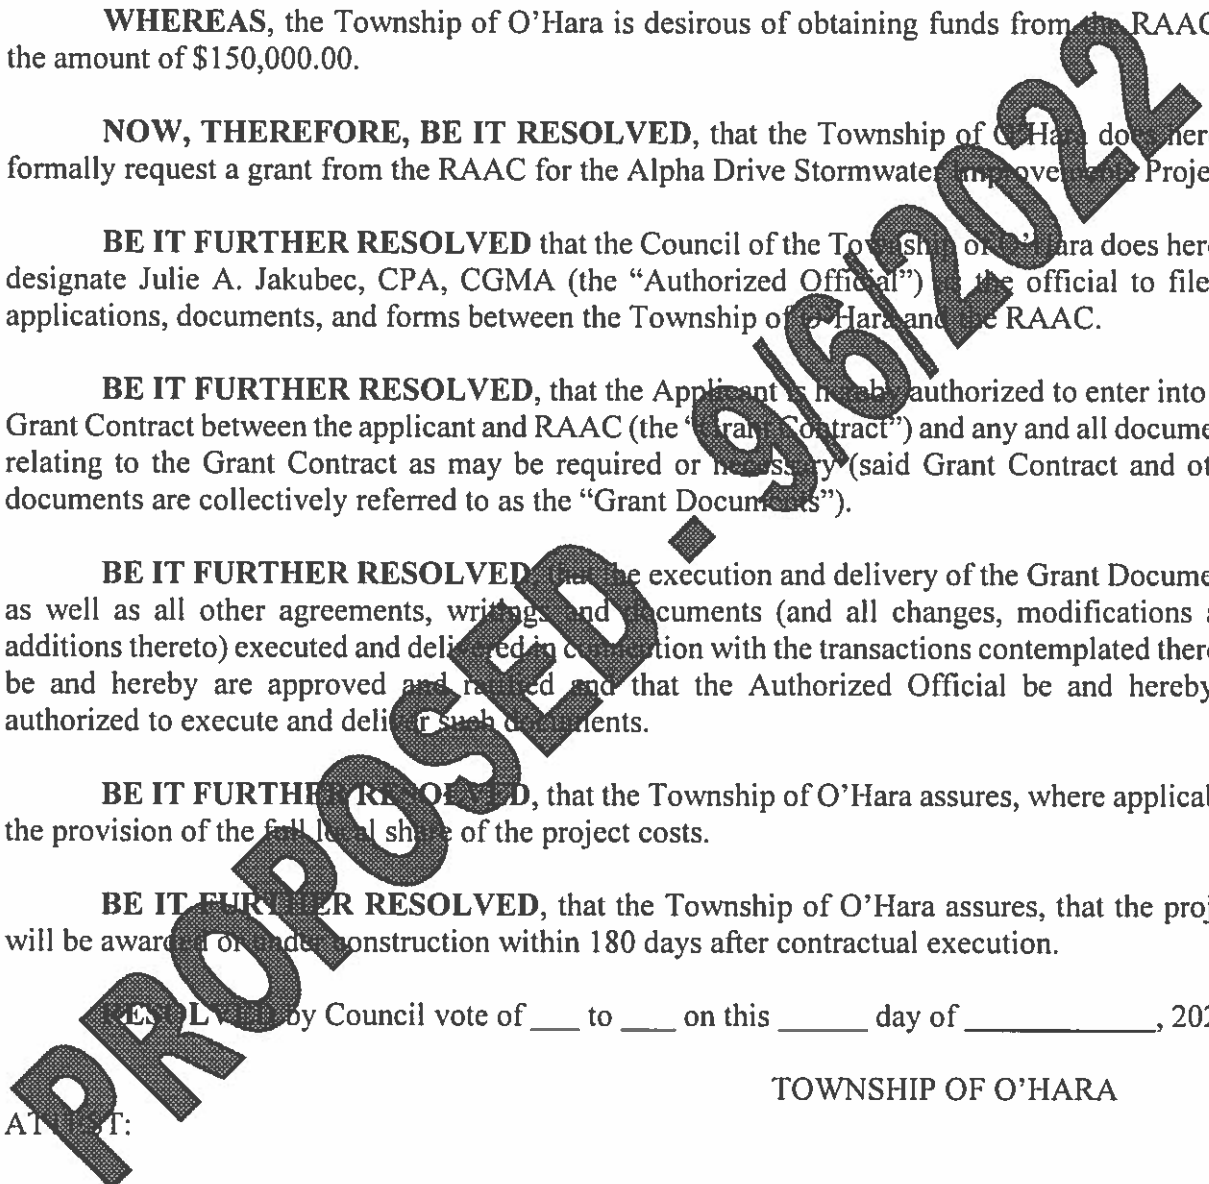 WHEREAS, the Township of O'Hara is desirous of obtaining funds from the RAAC
the amount of $150,000.00.
NOW, THEREFORE, BE IT RESOLVED, that the Township of O'Hara does her
formally request a grant from the RAAC for the Alpha Drive Stormwater Improvements Proje
BE IT FURTHER RESOLVED that the Council of the Township of O'Hara does here
designate Julie A. Jakubec, CPA, CGMA (the "Authorized Official") the official to file
applications, documents, and forms between the Township of O'Hara and the RAAC.
BE IT FURTHER RESOLVED, that the Applicant is hereby authorized to enter into
Grant Contract between the applicant and RAAC (the "Grant Contract") and any and all docume
relating to the Grant Contract as may be required or necessary (said Grant Contract and ot
documents are collectively referred to as the "Grant Documents").
BE IT FURTHER RESOLVED, that the execution and delivery of the Grant Docume
as well as all other agreements, writings and documents (and all changes, modifications a
additions thereto) executed and delivered in connection with the transactions contemplated there
be and hereby are approved and ratified and that the Authorized Official be and hereby
authorized to execute and deliver such documents.
BE IT FURTHER RESOLVED, that the Township of O'Hara assures, where applical
the provision of the full local share of the project costs.
BE IT FURTHER RESOLVED, that the Township of O'Hara assures, that the proj
will be awarded or under construction within 180 days after contractual execution.
RESOLVED by Council vote of ___ to ___ on this _____ day of ___________, 202
TOWNSHIP OF O'HARA
ATTEST:
PROPOSED - 9/6/2022